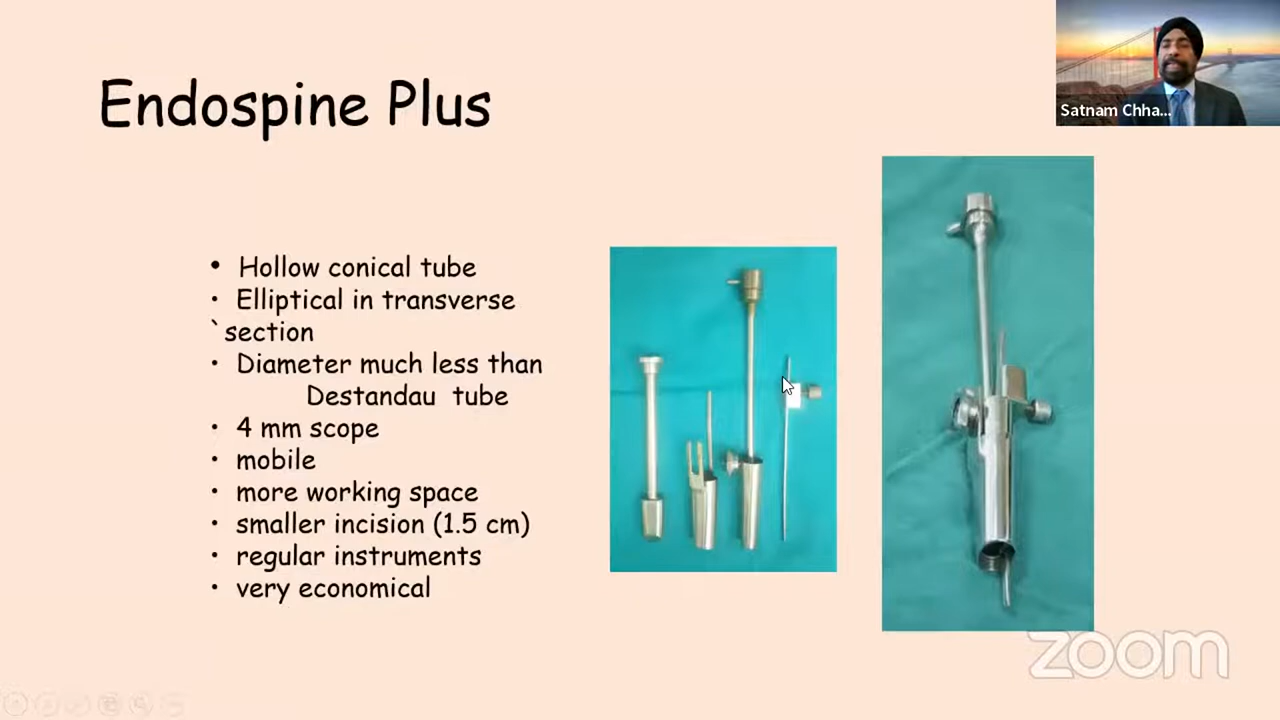 Endospine Plus
Satnam Chha...
• Hollow conical tube
• Elliptical in transverse
`section
• Diameter much less than
Destandau tube
• 4 mm scope
• mobile
• more working space
• smaller incision (1.5 cm)
• regular instruments
• very economical
zoom